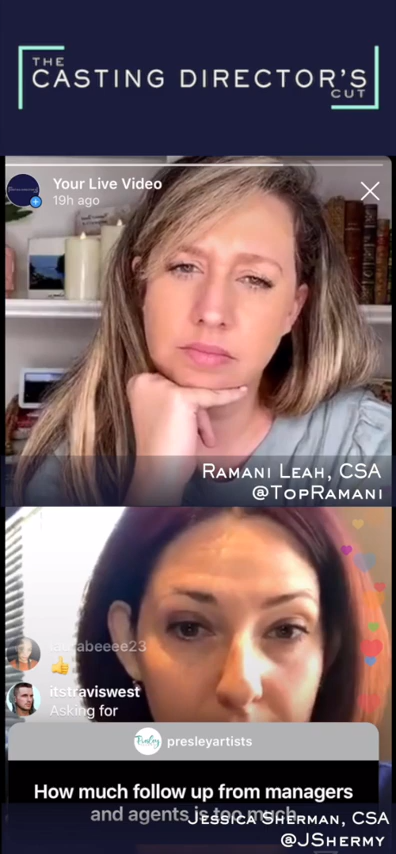 THE
CASTING DIRECTOR'S
CUT
Your Live Video
19h ago
RAMANI LEAH, CSA
@TOPRAMANI
laurabeeee23
👍
itstraviswest
Asking for
presleyartists
How much follow up from managers
and agents is too much
JESSICA SHERMAN, CSA
@JSHERMY